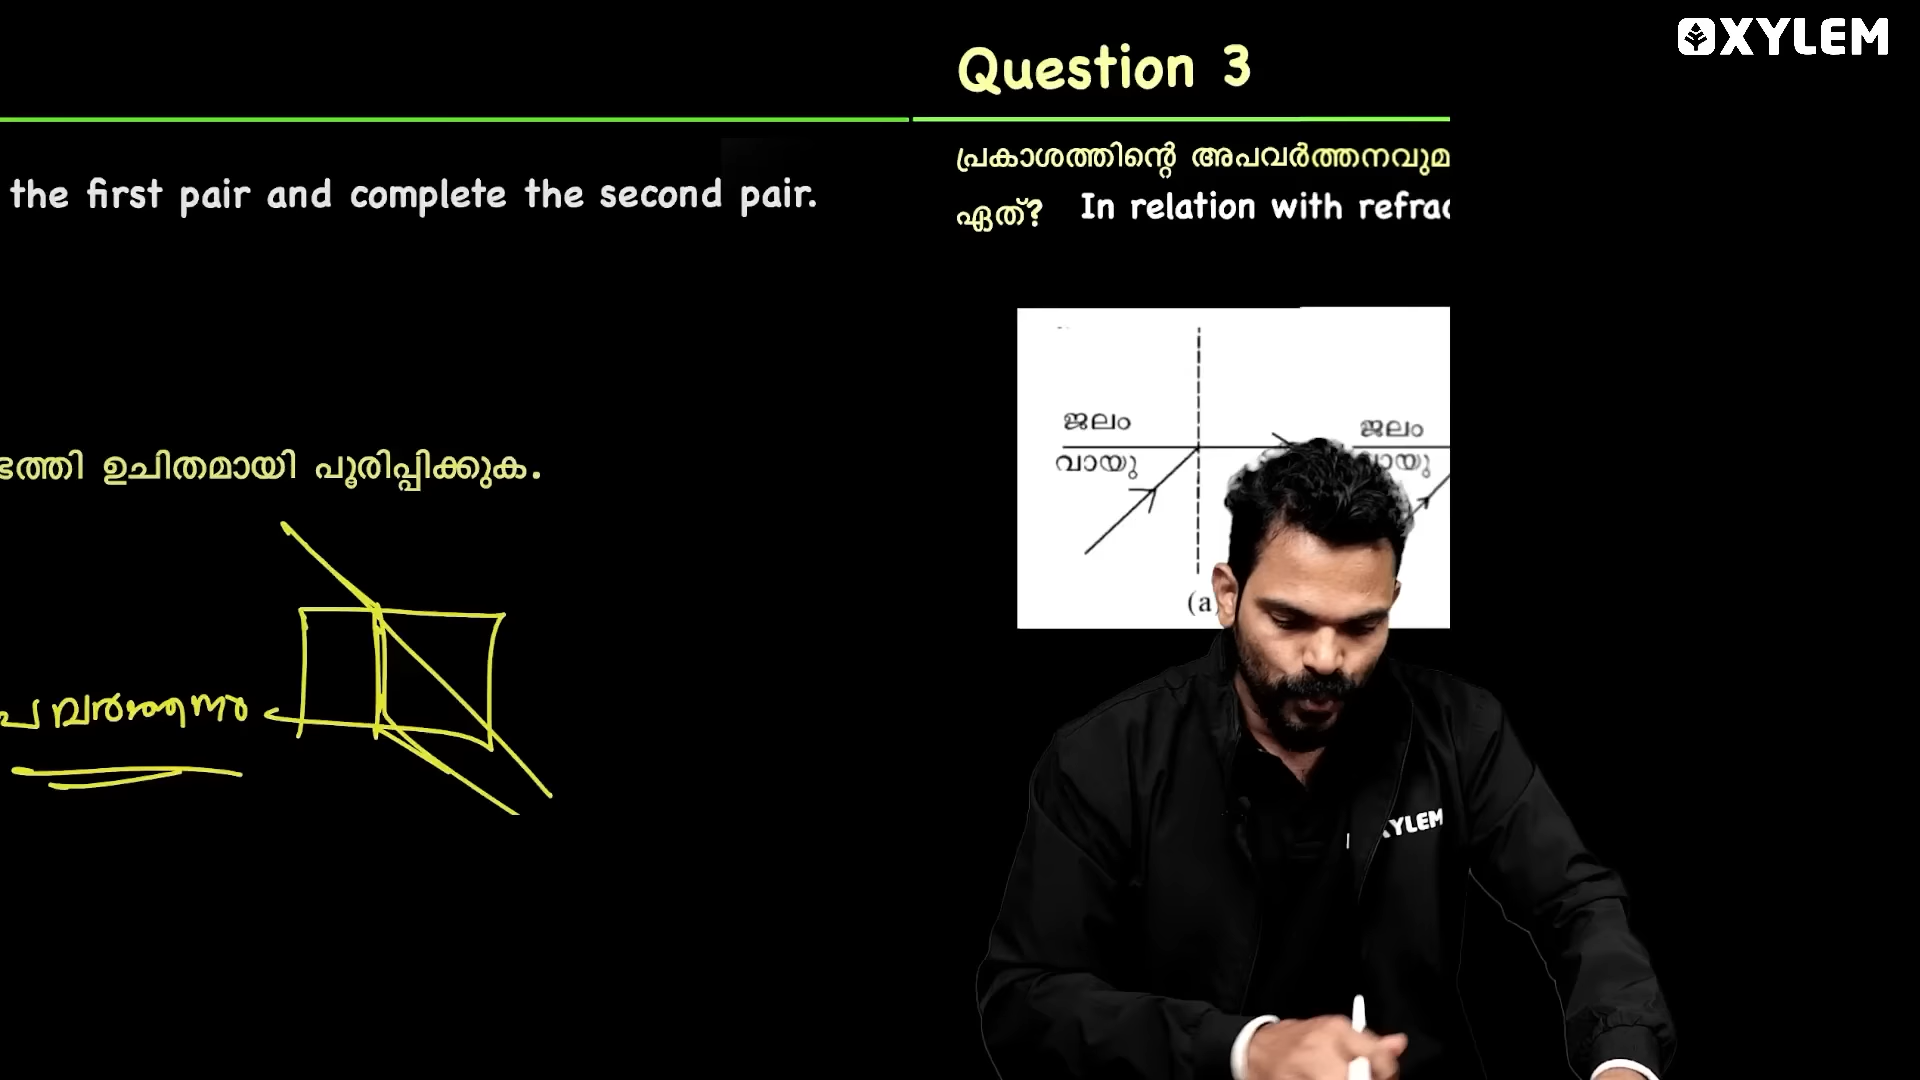 OXYLEM
Question 3
the first pair and complete the second pair.
പ്രകാശത്തിന്റെ അപവർത്തനവുമ
ഏത്? In relation with refrac
ജലം
വായു
ജലം
വായു
(a)
ടത്തി ഉചിതമായി പൂരിപ്പിക്കുക.
XYLEM